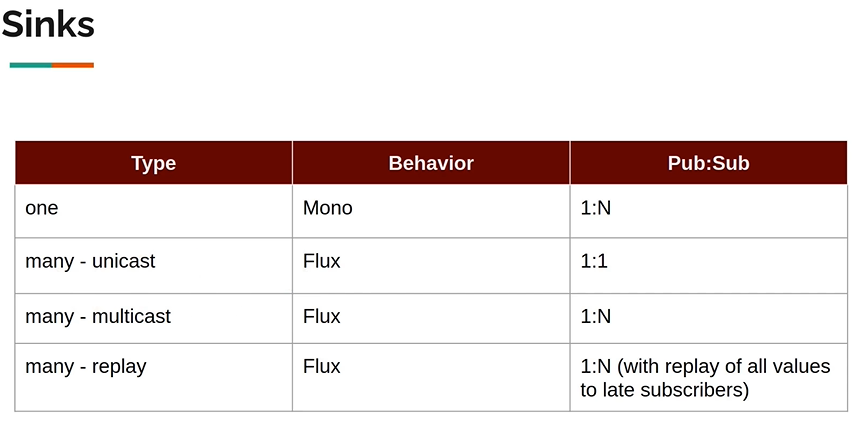 Sinks
Type Behavior Pub:Sub
one Mono 1:N
many - unicast Flux 1:1
many - multicast Flux 1:N
many - replay Flux 1:N (with replay of all values
to late subscribers)